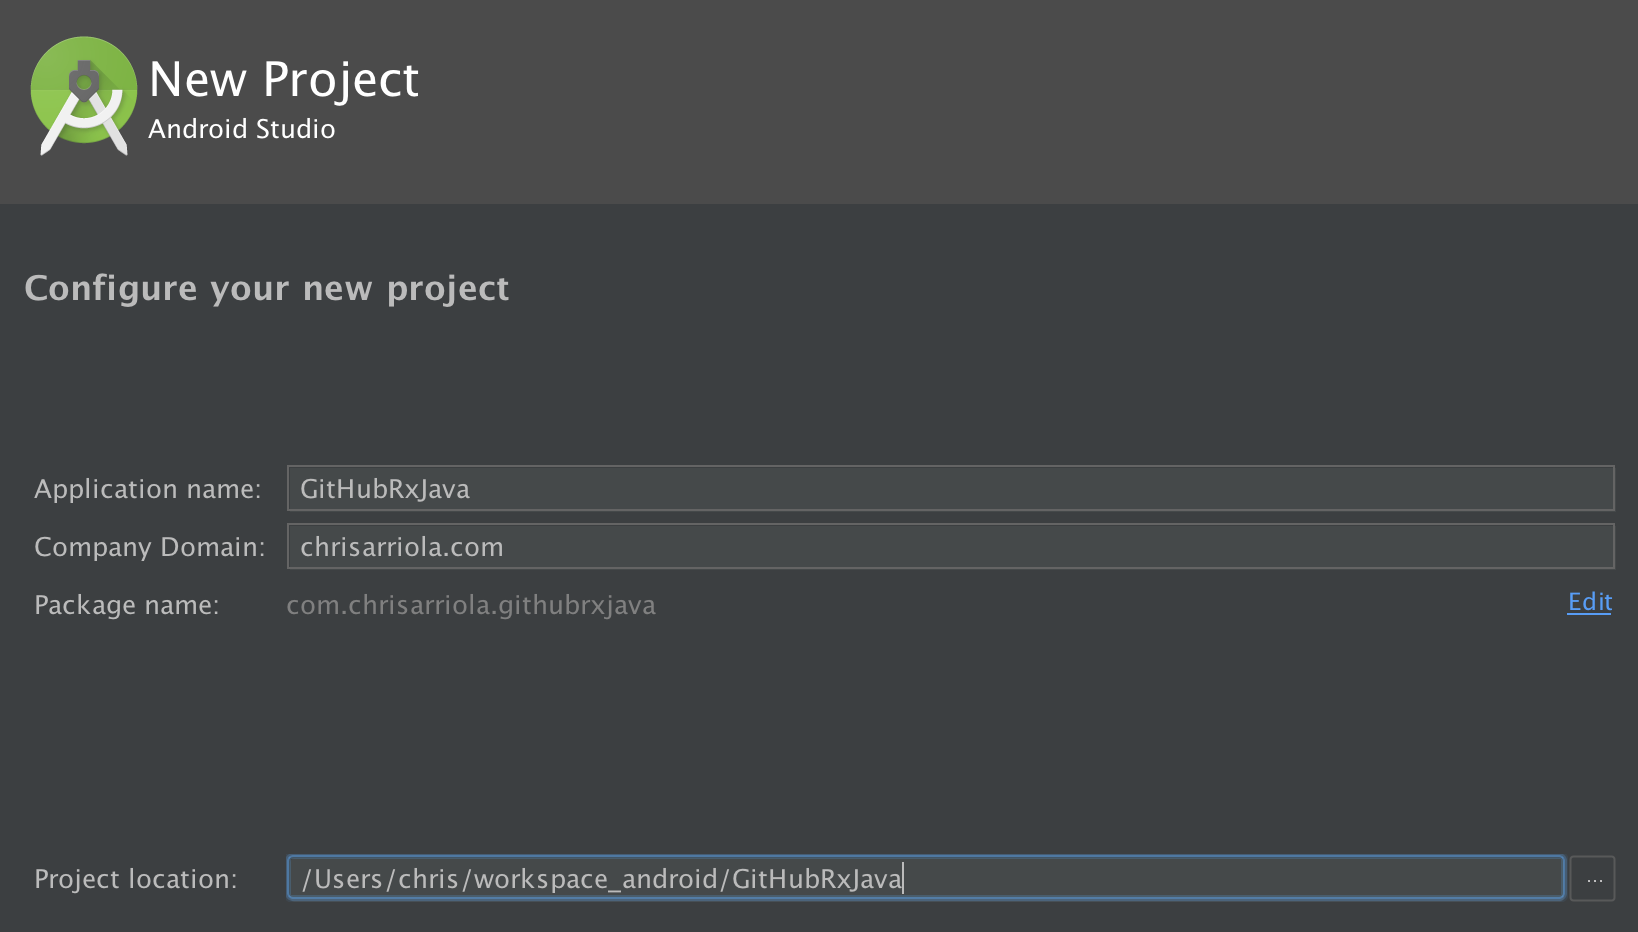 New Project
Android Studio
Configure your new project
Application name: GitHubRxJava
Company Domain: chrisarriola.com
Package name: com.chrisarriola.githubrxjava Edit
Project location: /Users/chris/workspace_android/GitHubRxJava ...